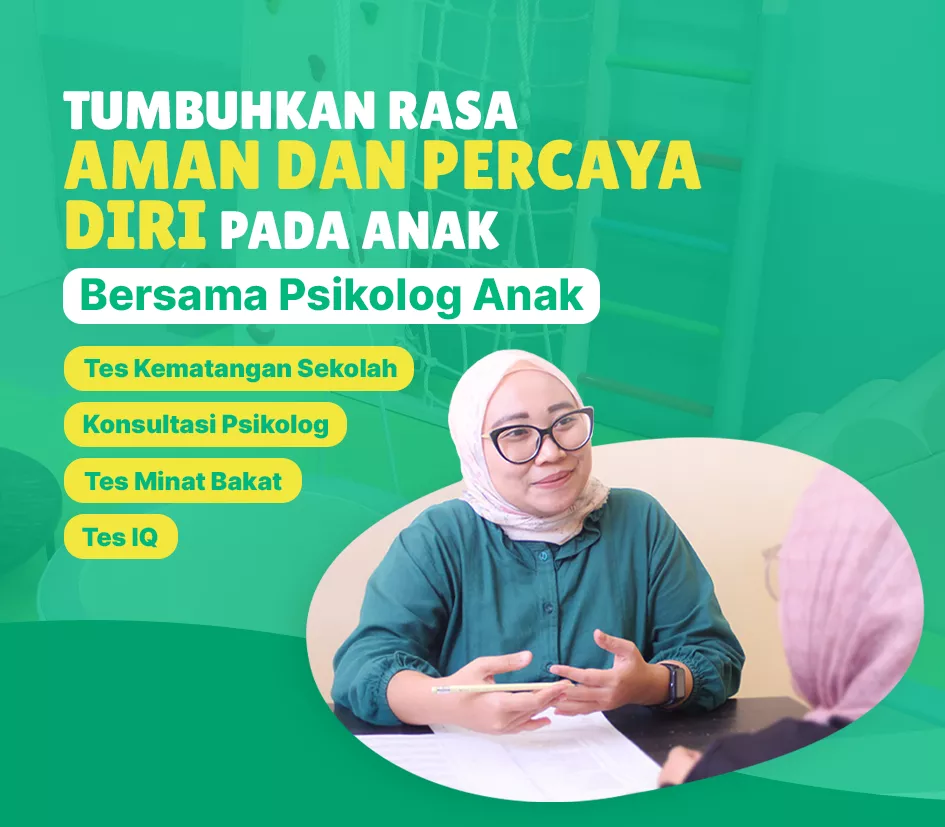 TUMBUHKAN RASA
AMAN DAN PERCAYA
DIRI PADA ANAK
Bersama Psikolog Anak
Tes Kematangan Sekolah
Konsultasi Psikolog
Tes Minat Bakat
Tes IQ